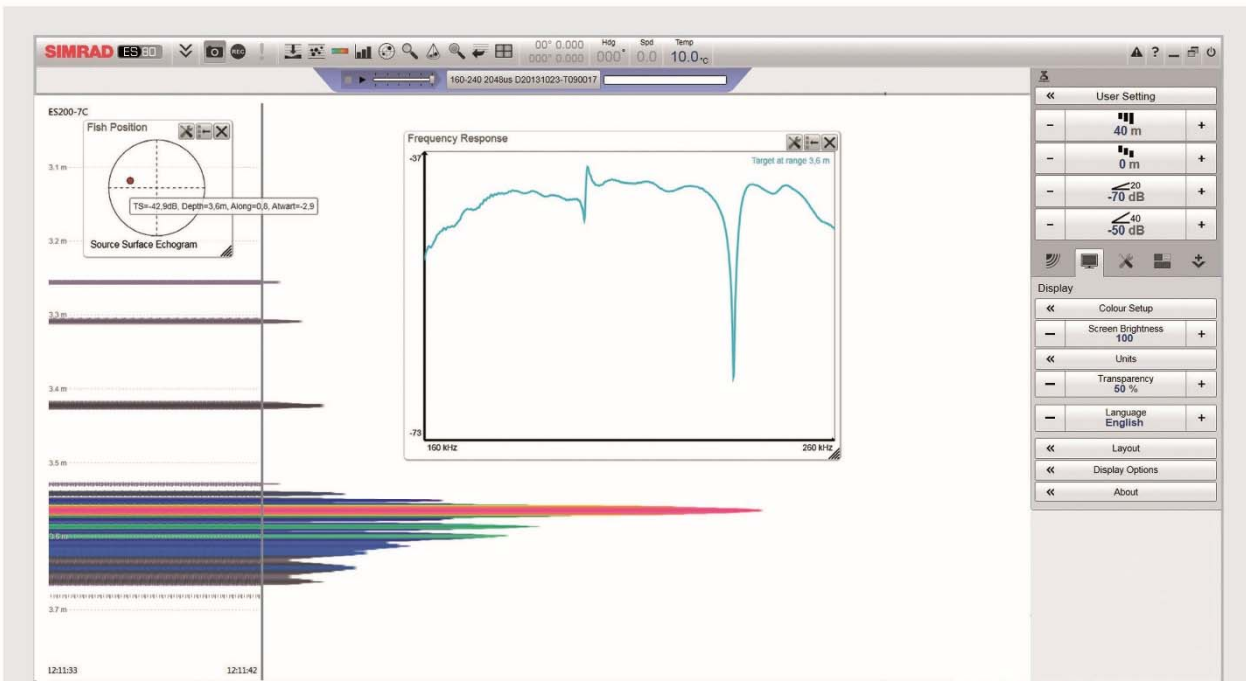 SIMRAD ES80
REC
00° 0.000
000° 0.000
Hdg
000°
Spd
0.0
Temp
10.0°C
160-240 2048us D20131023-T090017
ES200-7C
Fish Position
TS=-42,9dB, Depth=3,6m, Along=0,6, Atwart=-2,9
Source Surface Echogram
3.1 m
3.2 m
3.3 m
3.4 m
3.5 m
3.5 m
3.7 m
12:11:33
12:11:42
Frequency Response
Target at range 3,6 m
-37
-73
160 kHz
260 kHz
User Setting
- 40 m +
- 0 m +
20
- -70 dB +
40
- -50 dB +
Display
« Colour Setup
- Screen Brightness +
100
« Units
- Transparency +
50 %
- Language +
English
« Layout
« Display Options
« About